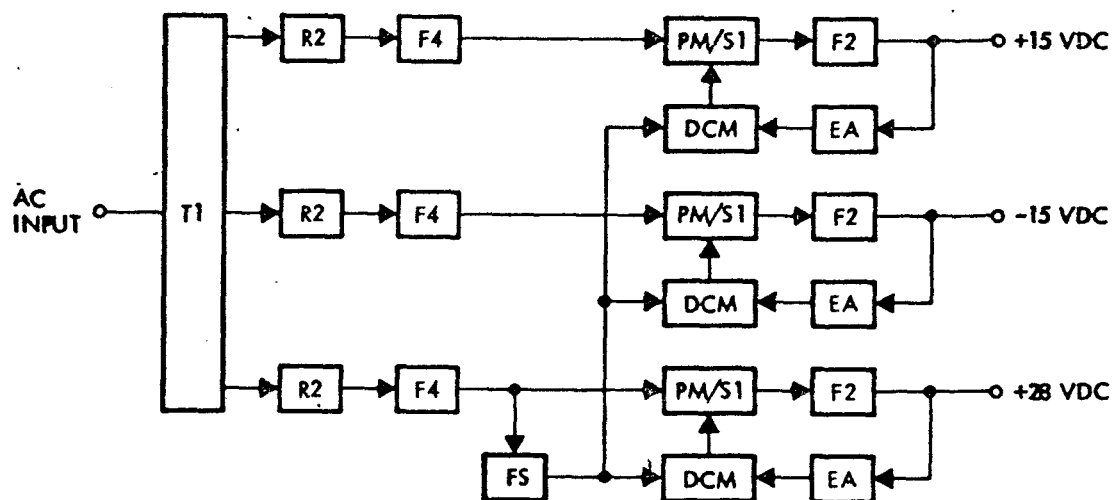 R2 F4 PM/S1 F2 +15 VDC
DCM EA
AC
INPUT T1 R2 F4 PM/S1 F2 -15 VDC
DCM EA
R2 F4 PM/S1 F2 +28 VDC
FS DCM EA